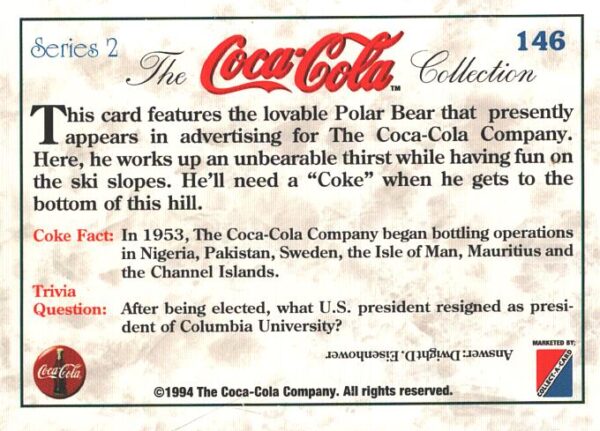 Series 2
146
The Coca-Cola Collection
TM
This card features the lovable Polar Bear that presently
appears in advertising for The Coca-Cola Company.
Here, he works up an unbearable thirst while having fun on
the ski slopes. He'll need a "Coke" when he gets to the
bottom of this hill.
Coke Fact: In 1953, The Coca-Cola Company began bottling operations
in Nigeria, Pakistan, Sweden, the Isle of Man, Mauritius and
the Channel Islands.
Trivia
Question: After being elected, what U.S. president resigned as presi-
dent of Columbia University?
Answer: Dwight D. Eisenhower
MARKETED BY:
COLLECT-A-CARD
Coca-Cola
©1994 The Coca-Cola Company. All rights reserved.